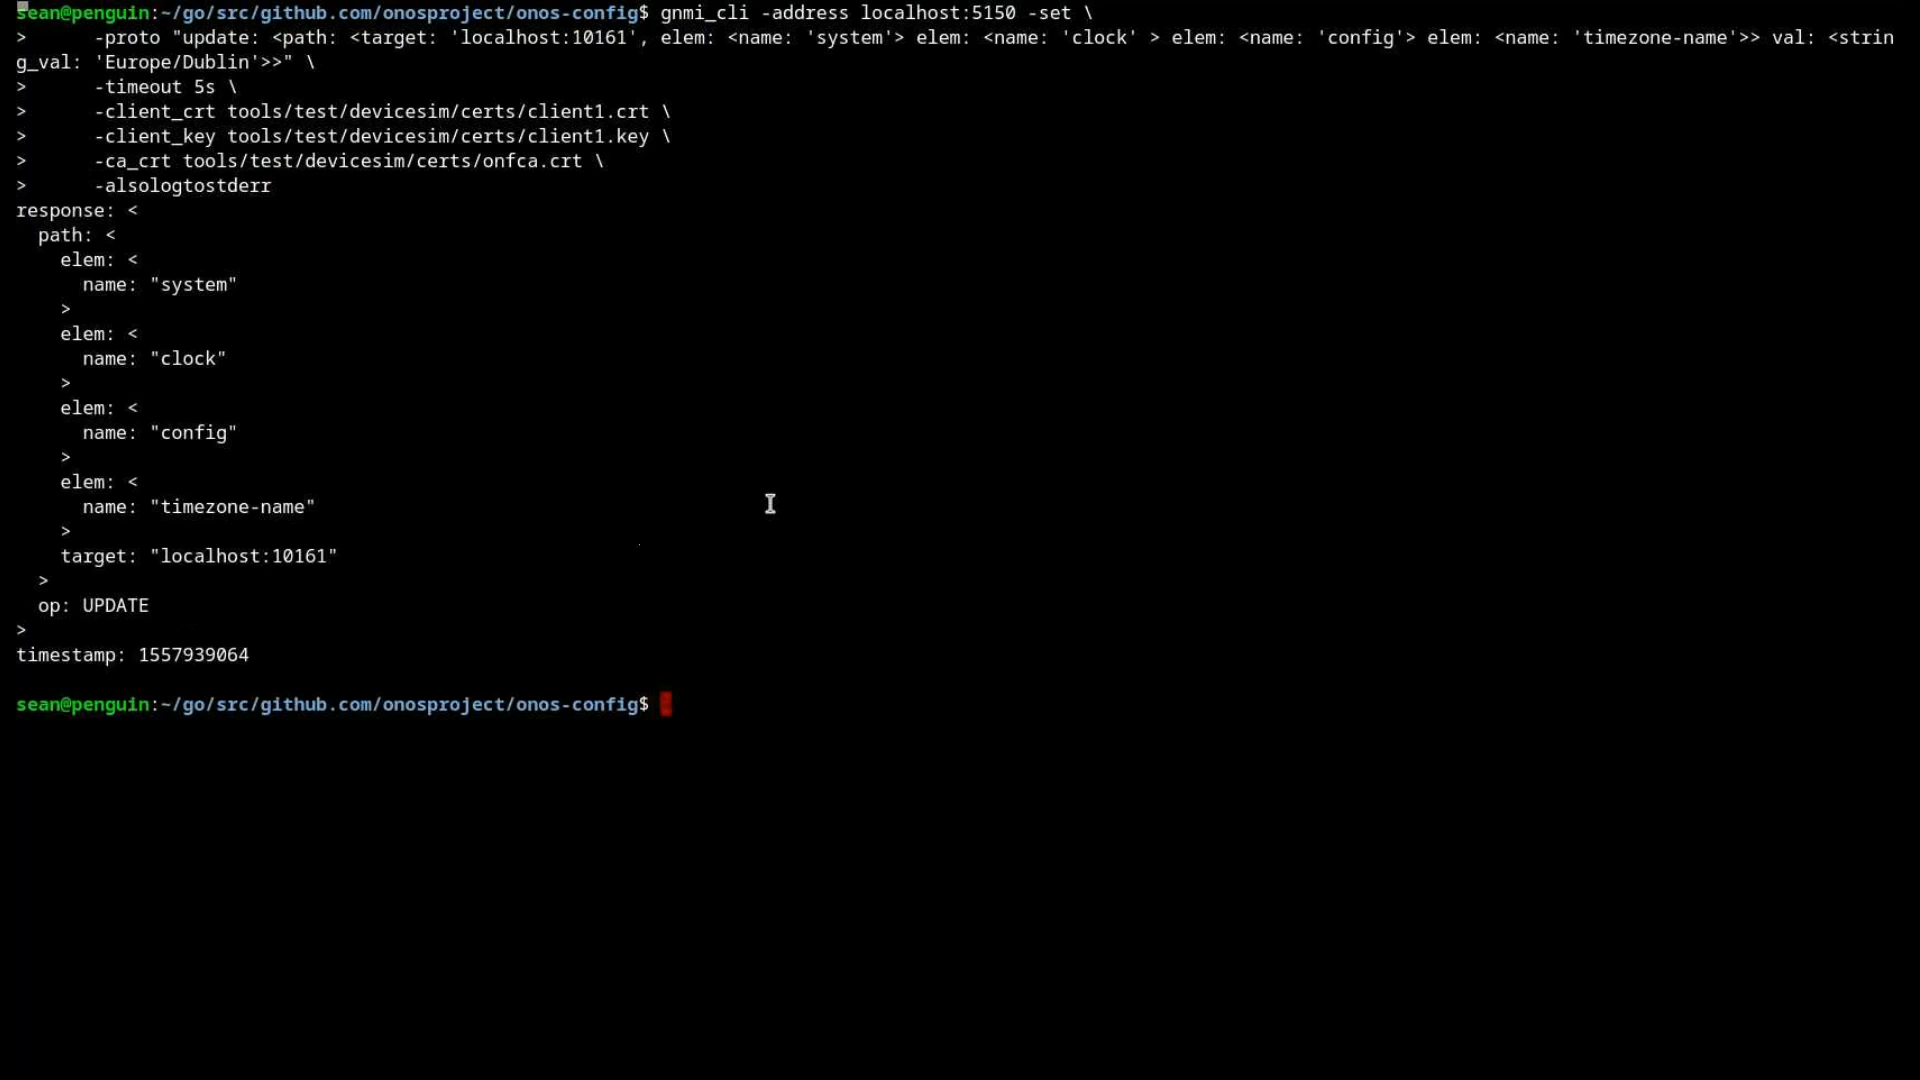 sean@penguin:~/go/src/github.com/onosproject/onos-config$ gnmi_cli -address localhost:5150 -set \
>      -proto "update: <path: <target: 'localhost:10161', elem: <name: 'system'> elem: <name: 'clock' > elem: <name: 'config'> elem: <name: 'timezone-name'>> val: <strin
g_val: 'Europe/Dublin'>>" \
>      -timeout 5s \
>      -client_crt tools/test/devicesim/certs/client1.crt \
>      -client_key tools/test/devicesim/certs/client1.key \
>      -ca_crt tools/test/devicesim/certs/onfca.crt \
>      -alsologtostderr
response: <
  path: <
    elem: <
      name: "system"
    >
    elem: <
      name: "clock"
    >
    elem: <
      name: "config"
    >
    elem: <
      name: "timezone-name"
    >
    target: "localhost:10161"
  >
  op: UPDATE
>
timestamp: 1557939064
sean@penguin:~/go/src/github.com/onosproject/onos-config$